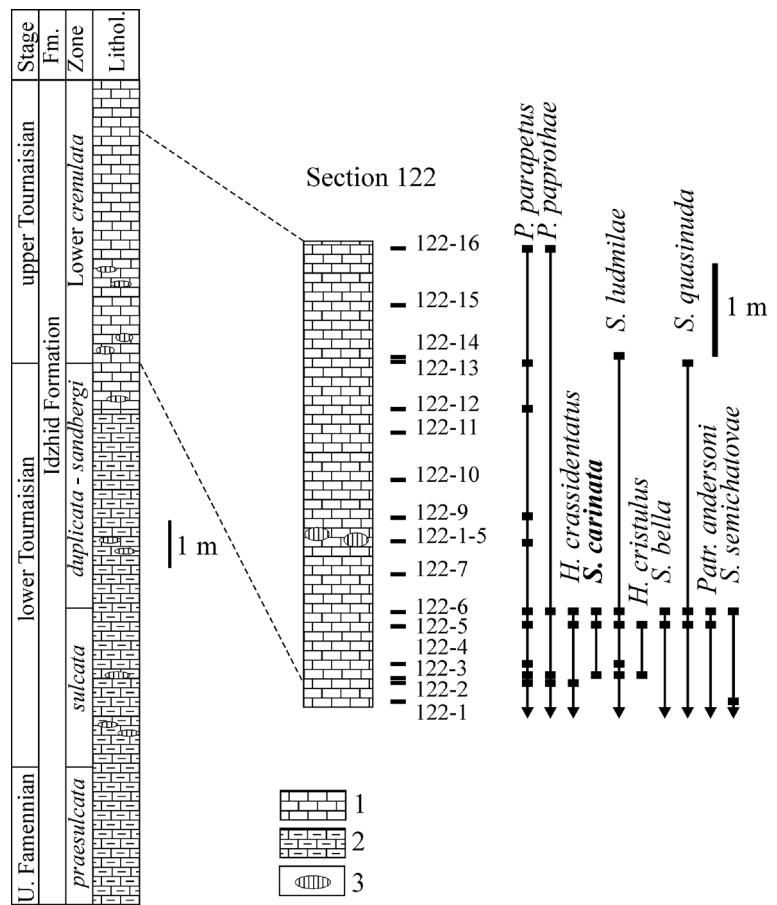 Stage
Fm.
Zone
Lithol.
upper Tournaisian
lower Tournaisian
U. Famennian
Idzhid Formation
Lower crenulata
duplicata - sandbergi
sulcata
praesulcata
1 m
Section 122
122-16
122-15
122-14
122-13
122-12
122-11
122-10
122-9
122-1-5
122-7
122-6
122-5
122-4
122-3
122-2
122-1
P. parapetus
P. paprothae
H. crassidentatus
S. carinata
S. ludmilae
H. cristulus
S. bella
S. quasinuda
Patr. andersoni
S. semichatovae
1 m
1
2
3